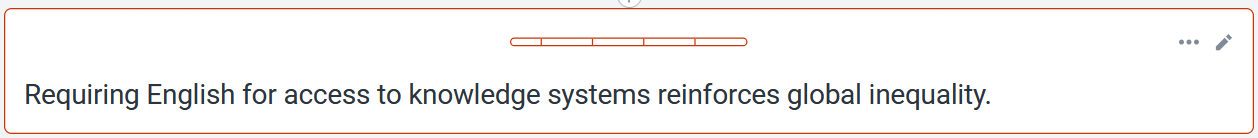 Requiring English for access to knowledge systems reinforces global inequality.